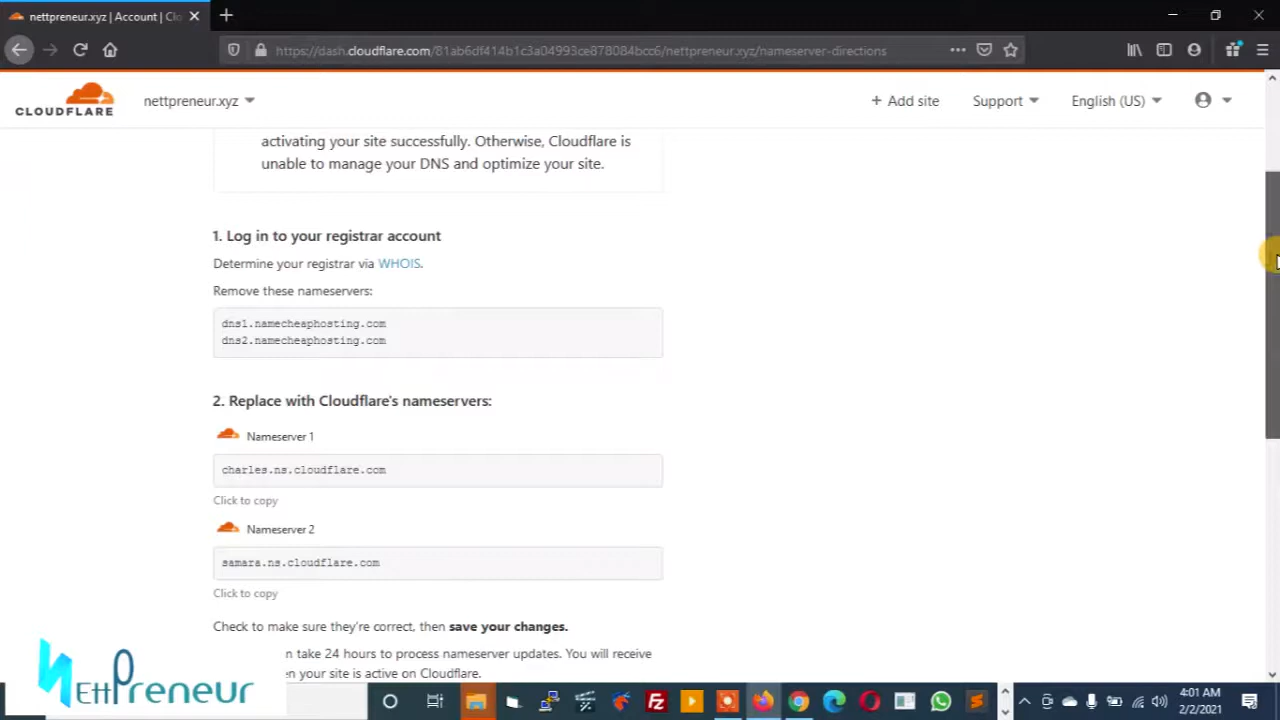 nettpreneur.xyz | Account | Clo
https://dash.cloudflare.com/81ab6df414b1c3a04993ce878084bcc6/nettpreneur.xyz/nameserver-directions
CLOUDFLARE
nettpreneur.xyz
+ Add site
Support
English (US)
activating your site successfully. Otherwise, Cloudflare is
unable to manage your DNS and optimize your site.
1. Log in to your registrar account
Determine your registrar via WHOIS.
Remove these nameservers:
dns1.namecheaphosting.com
dns2.namecheaphosting.com
2. Replace with Cloudflare's nameservers:
Nameserver 1
charles.ns.cloudflare.com
Click to copy
Nameserver 2
samara.ns.cloudflare.com
Click to copy
Check to make sure they're correct, then save your changes.
n take 24 hours to process nameserver updates. You will receive
en your site is active on Cloudflare.
NEttPreneur
4:01 AM
2/2/2021